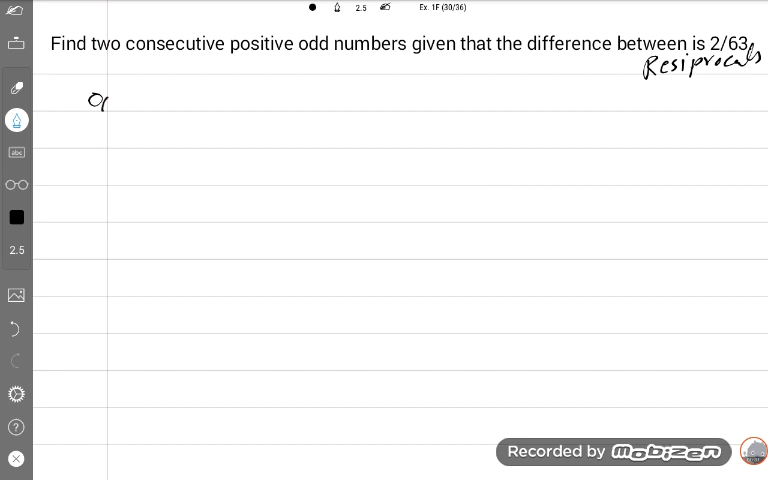 2.5 Ex. 1F (30/36)
Find two consecutive positive odd numbers given that the difference between is 2/63
Resiprocals
abc
2.5
?
Recorded by mobizen